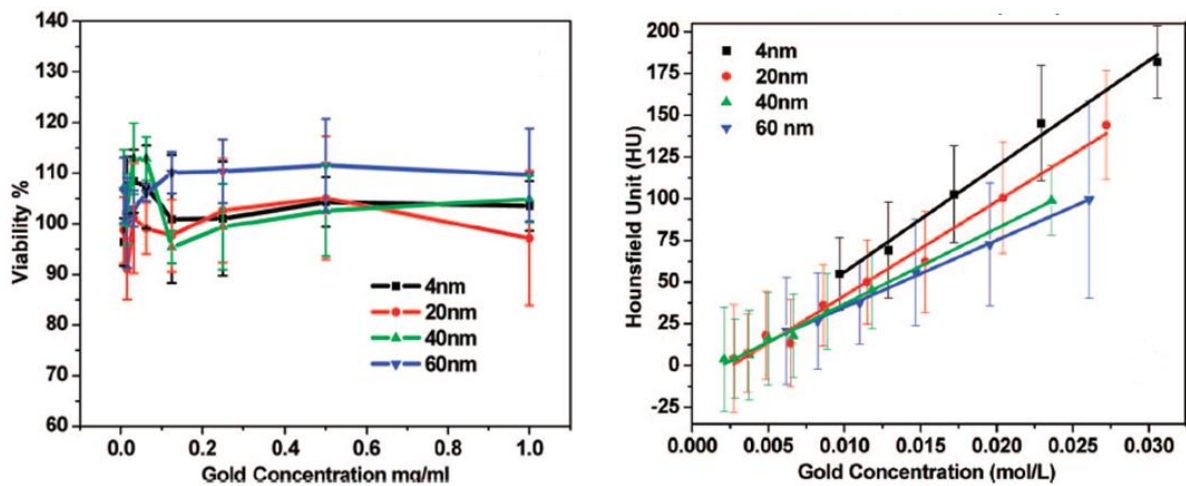 140
130
120
110
100
90
80
70
60
Viability %
4nm
20nm
40nm
60nm
0.0 0.2 0.4 0.6 0.8 1.0
Gold Concentration mg/ml
200
175
150
125
100
75
50
25
0
-25
Hounsfield Unit (HU)
4nm
20nm
40nm
60 nm
0.000 0.005 0.010 0.015 0.020 0.025 0.030
Gold Concentration (mol/L)